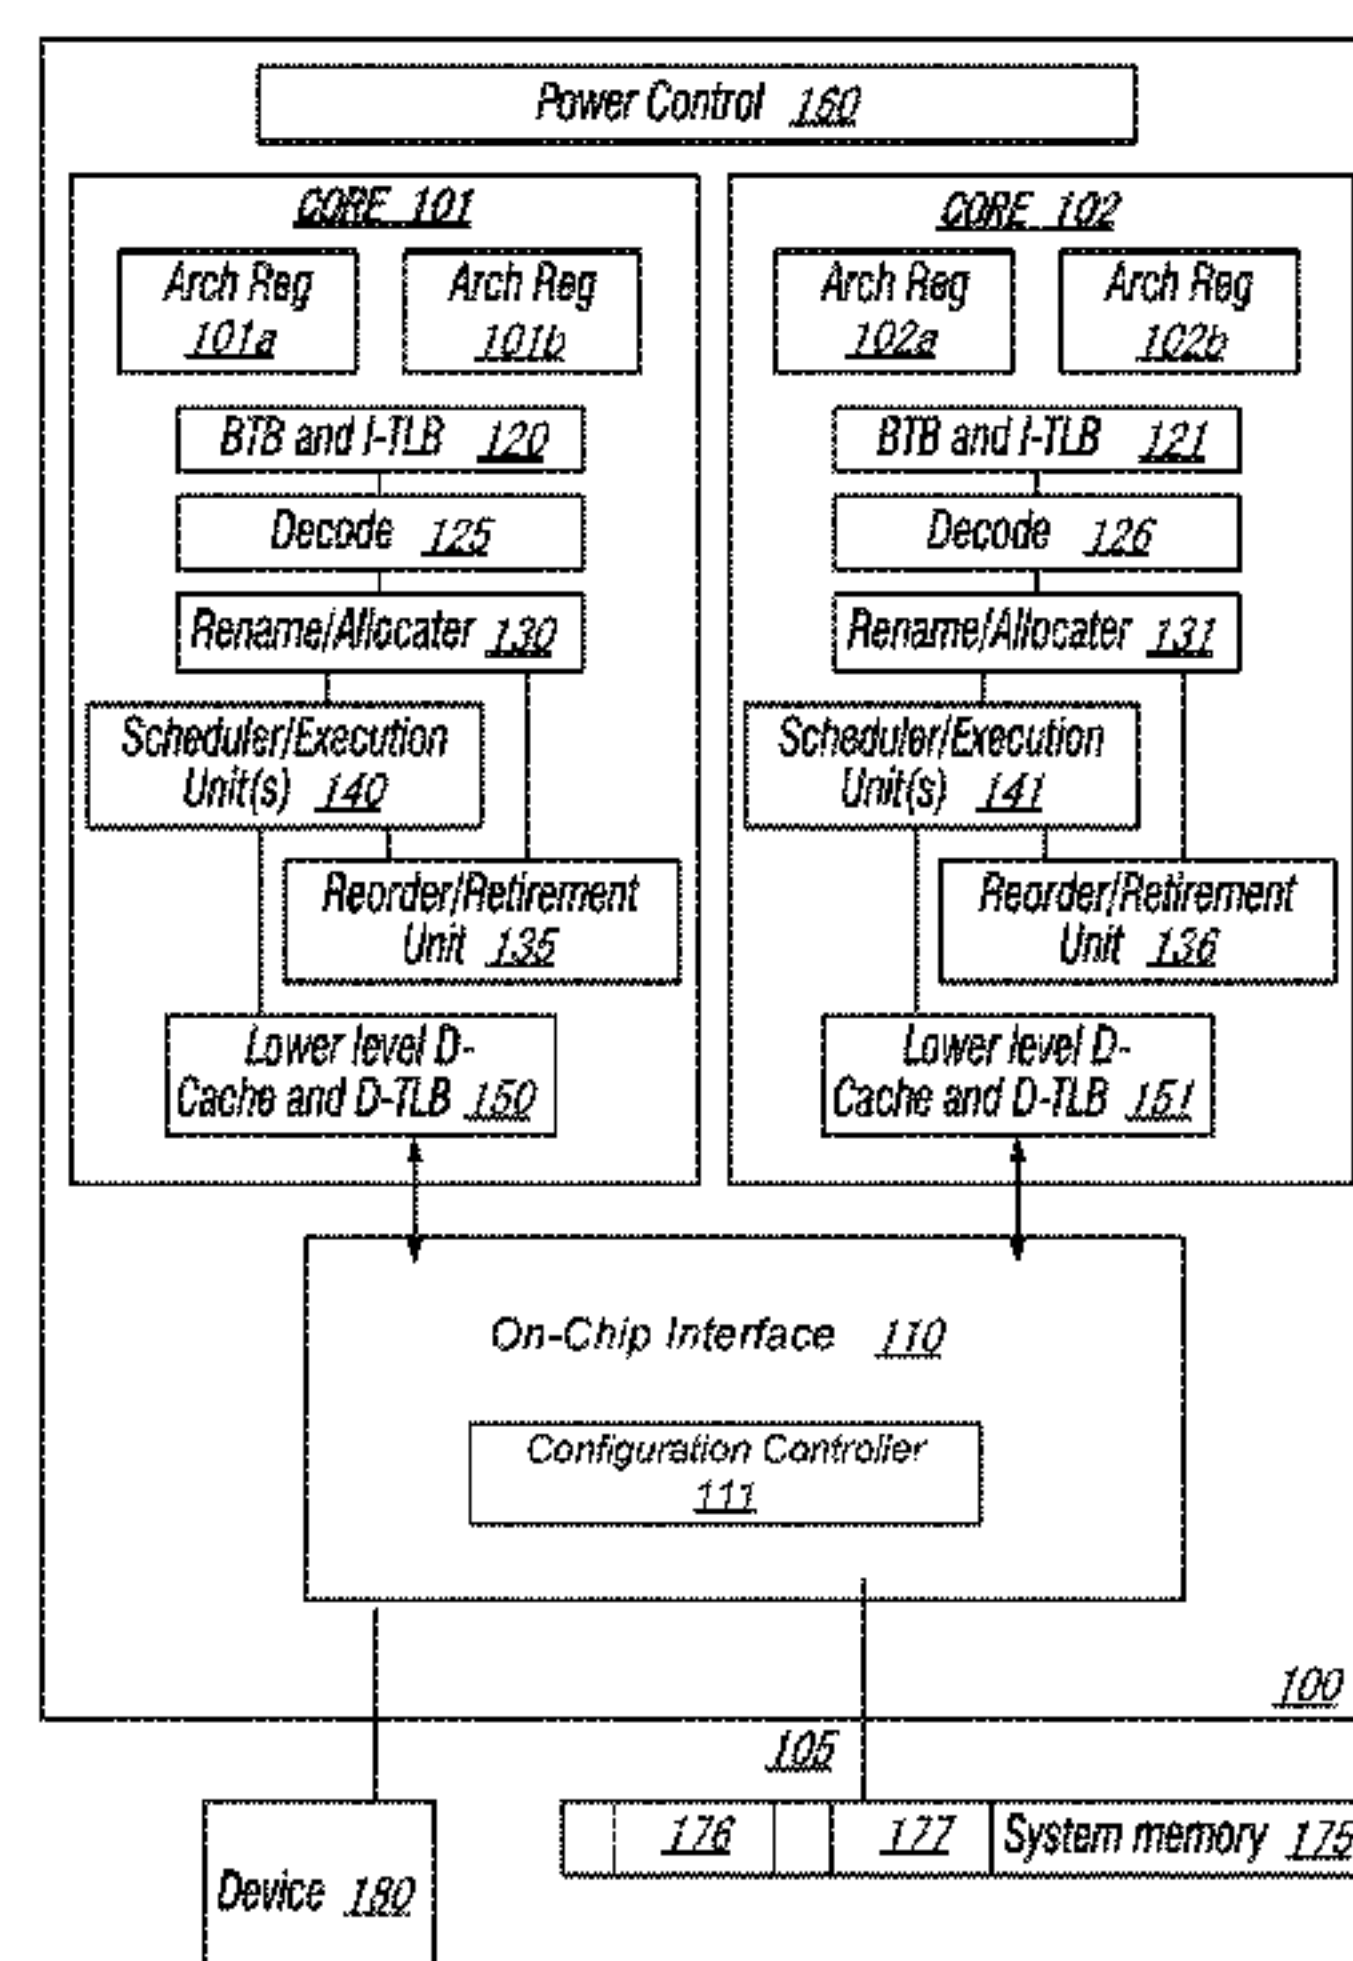 Power Control 160
CORE 101
Arch Reg
101a
Arch Reg
101b
BTB and I-TLB 120
Decode 125
Rename/Allocater 130
Scheduler/Execution
Unit(s) 140
Reorder/Retirement
Unit 135
Lower level D-
Cache and D-TLB 150
CORE 102
Arch Reg
102a
Arch Reg
102b
BTB and I-TLB 121
Decode 126
Rename/Allocater 131
Scheduler/Execution
Unit(s) 141
Reorder/Retirement
Unit 136
Lower level D-
Cache and D-TLB 151
On-Chip Interface 110
Configuration Controller
111
100
105
176 177 System memory 175
Device 180